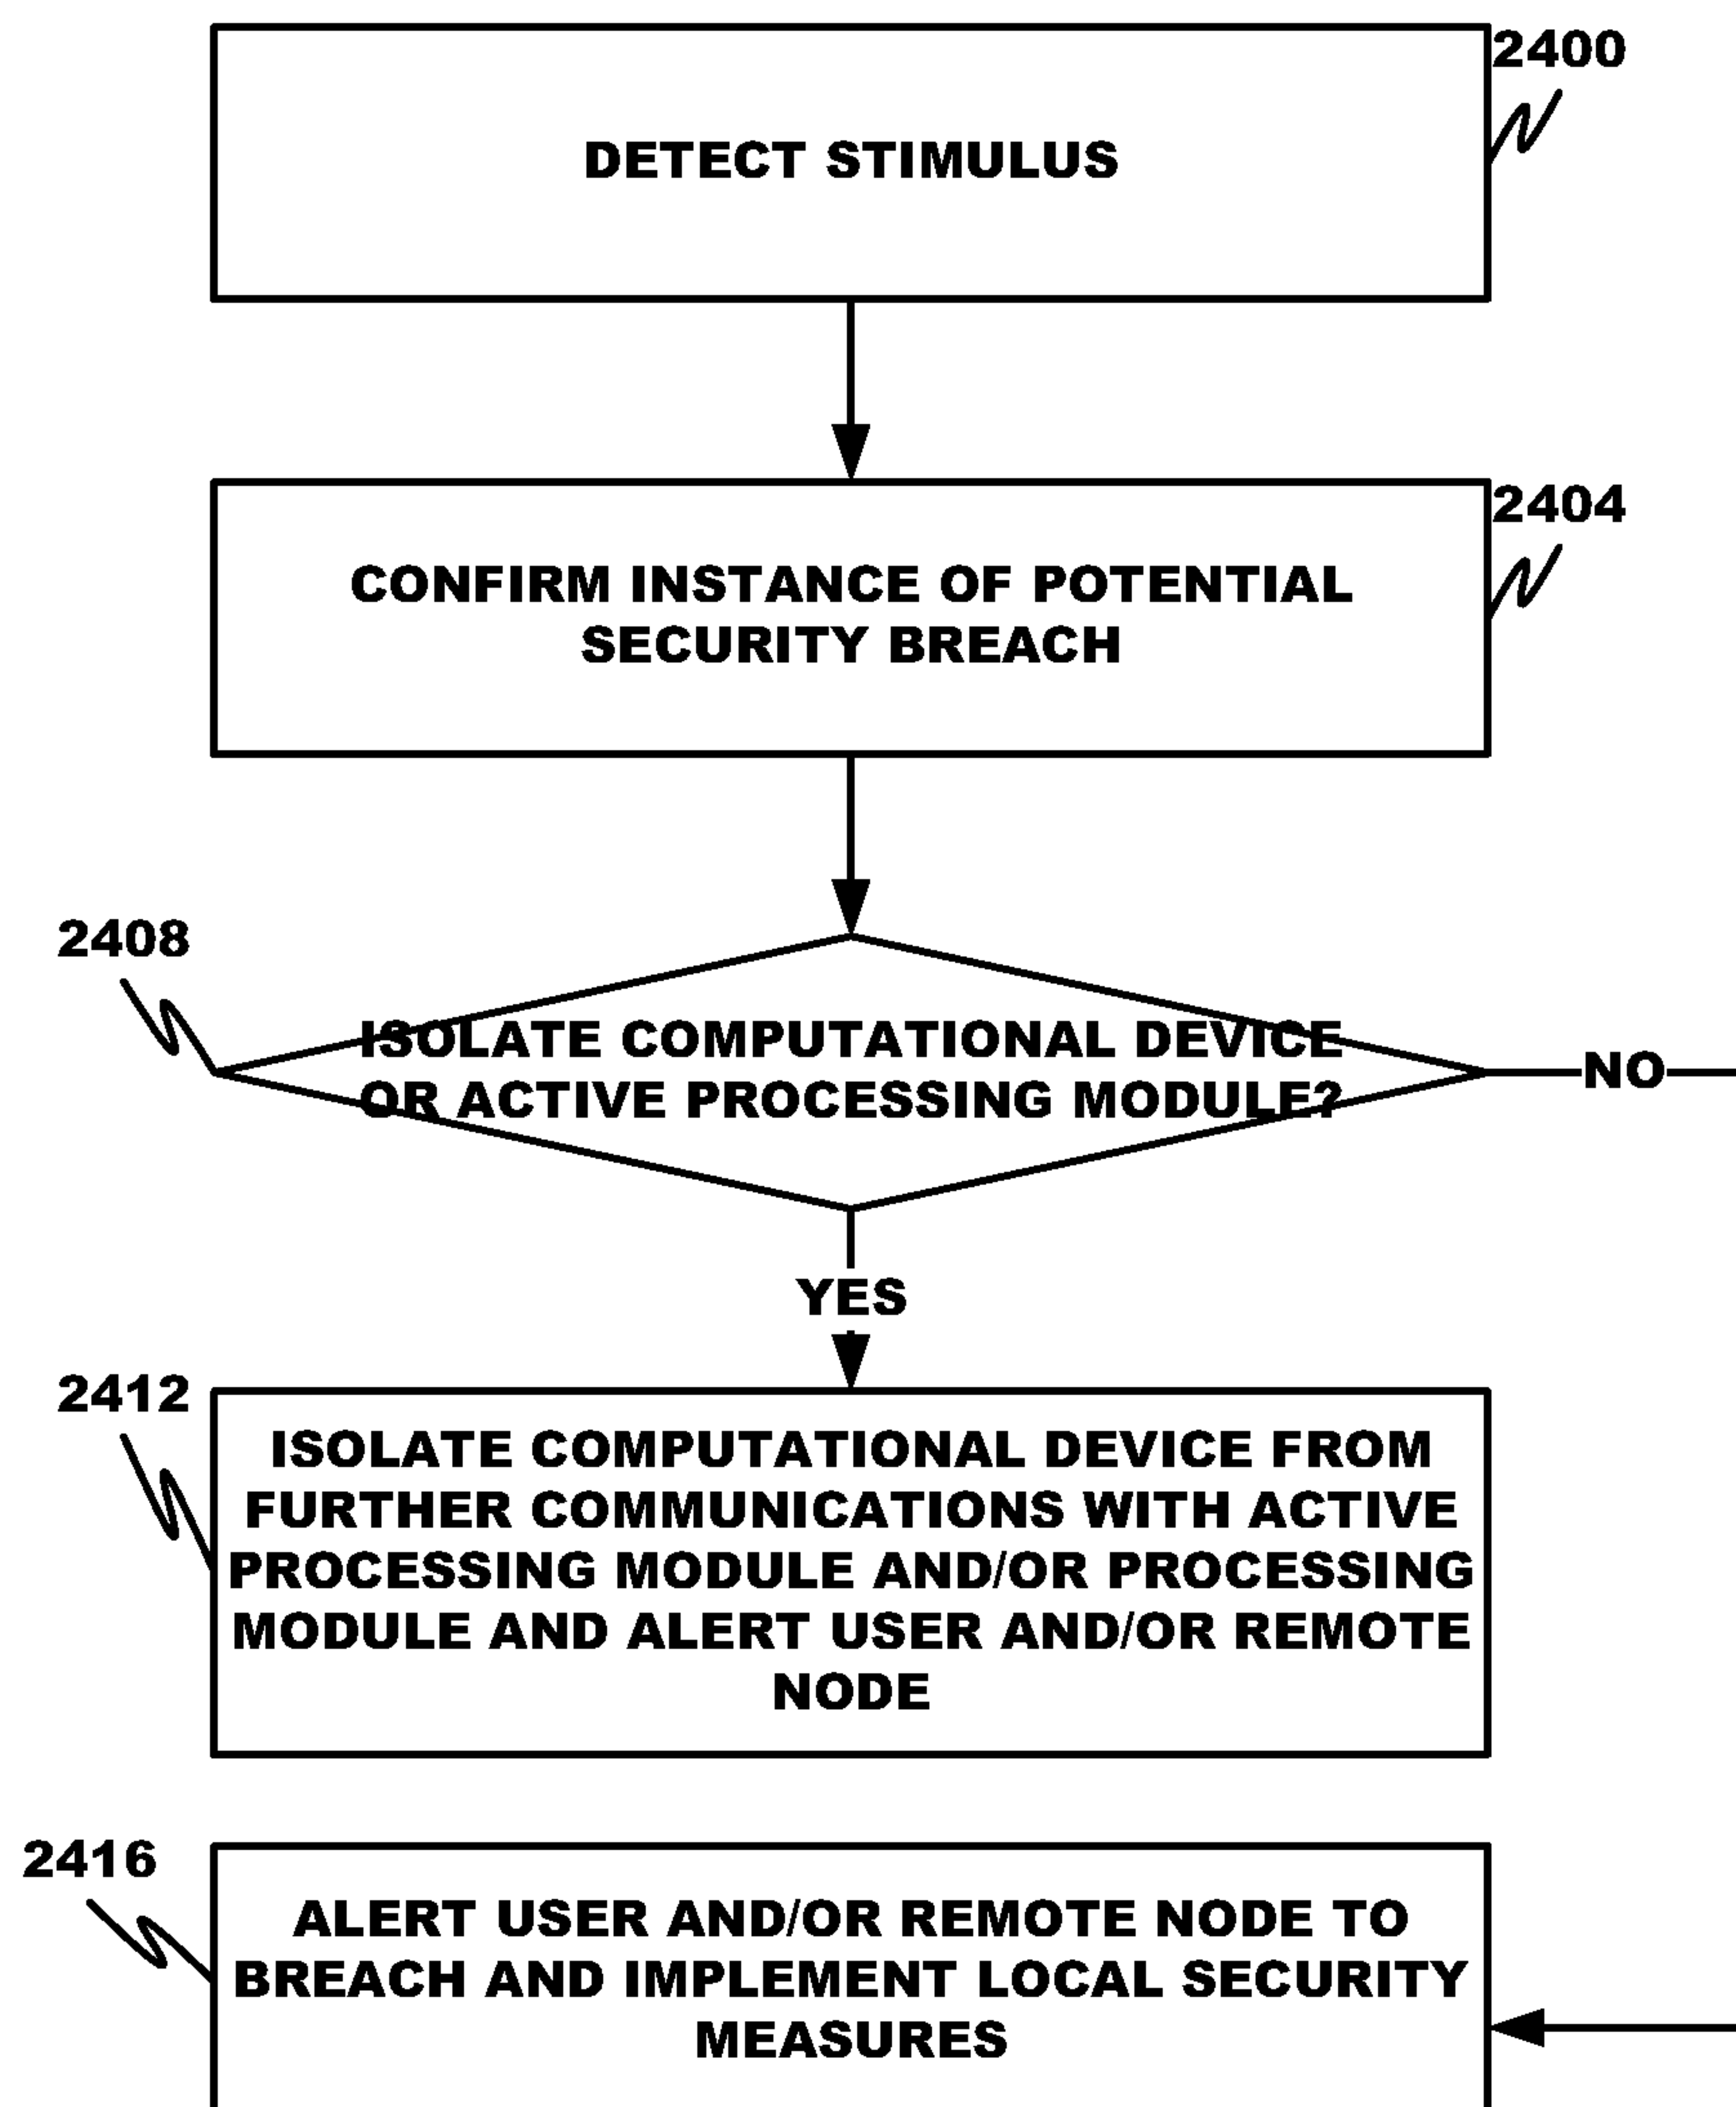 2400
DETECT STIMULUS
2404
CONFIRM INSTANCE OF POTENTIAL
SECURITY BREACH
2408
ISOLATE COMPUTATIONAL DEVICE
OR ACTIVE PROCESSING MODULE?
NO
YES
2412
ISOLATE COMPUTATIONAL DEVICE FROM
FURTHER COMMUNICATIONS WITH ACTIVE
PROCESSING MODULE AND/OR PROCESSING
MODULE AND ALERT USER AND/OR REMOTE
NODE
2416
ALERT USER AND/OR REMOTE NODE TO
BREACH AND IMPLEMENT LOCAL SECURITY
MEASURES